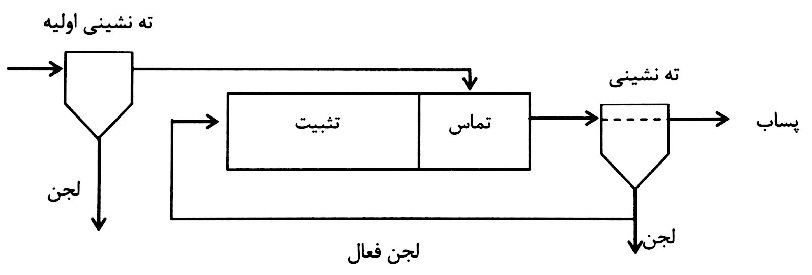 ته نشینی اولیه
ته نشینی
تثبیت
تماس
پساب
لجن
لجن
لجن فعال